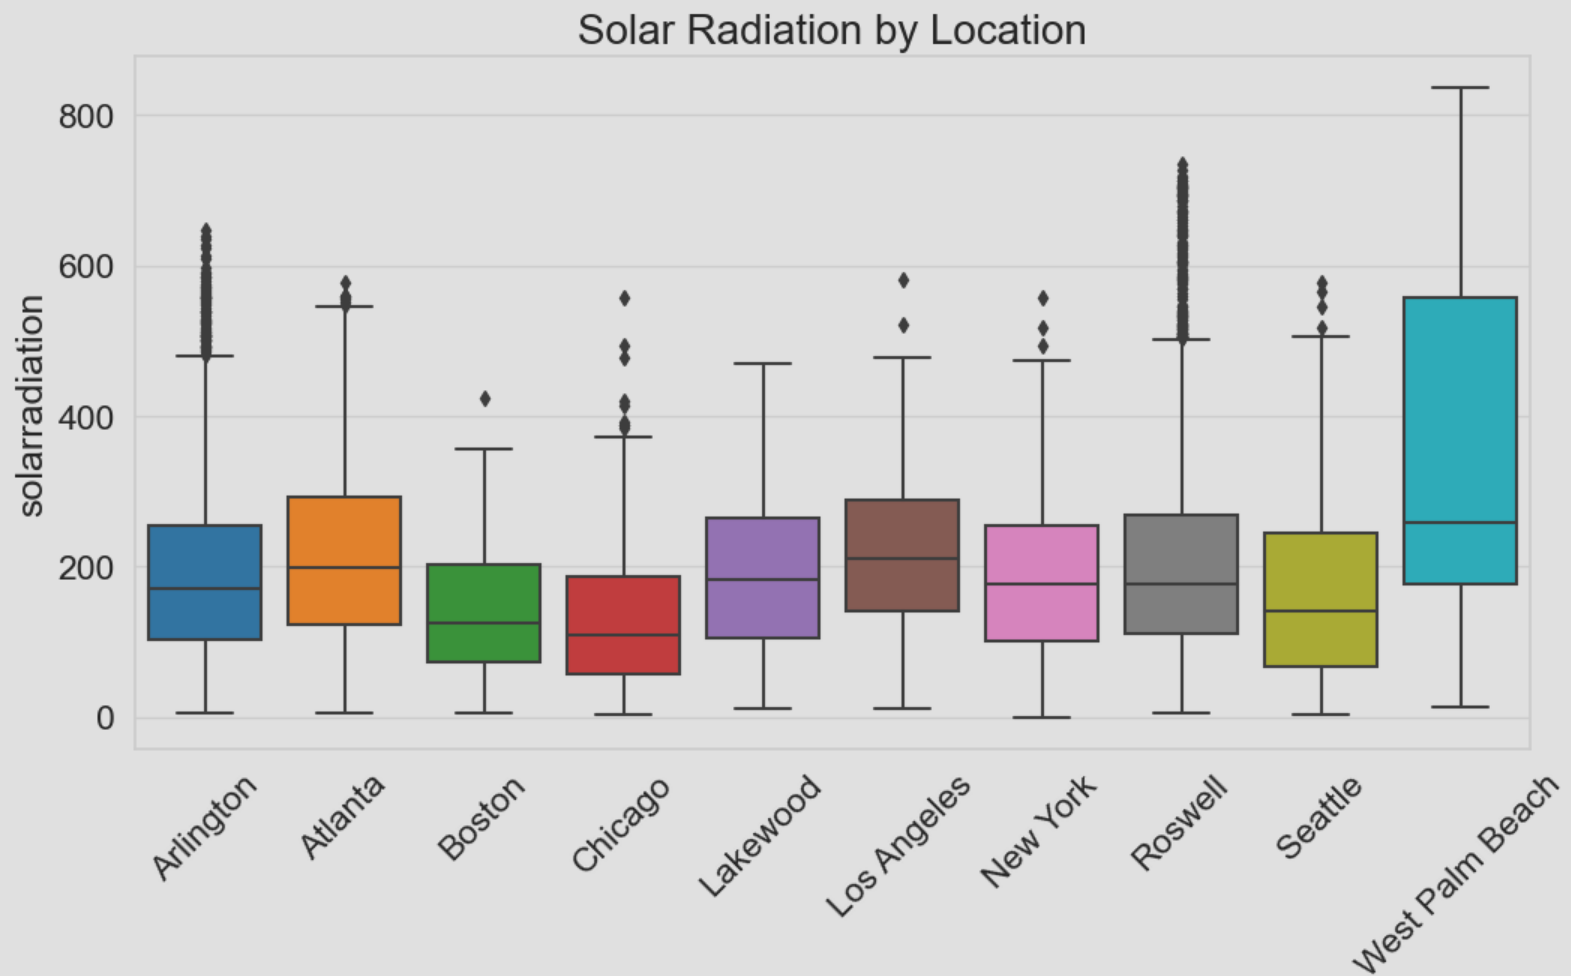 Solar Radiation by Location
solarradiation
800
600
400
200
0
Arlington
Atlanta
Boston
Chicago
Lakewood
Los Angeles
New York
Roswell
Seattle
West Palm Beach